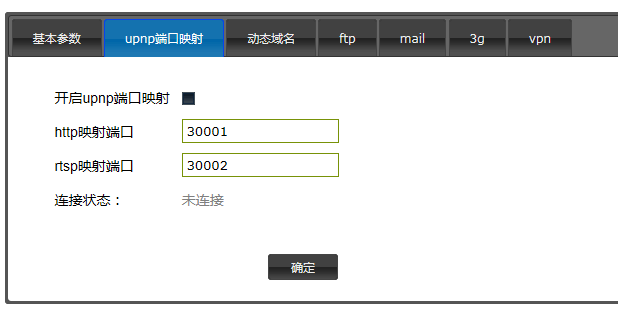 基本参数 upnp端口映射 动态域名 ftp mail 3g vpn
开启upnp端口映射
http映射端口 30001
rtsp映射端口 30002
连接状态： 未连接
确定